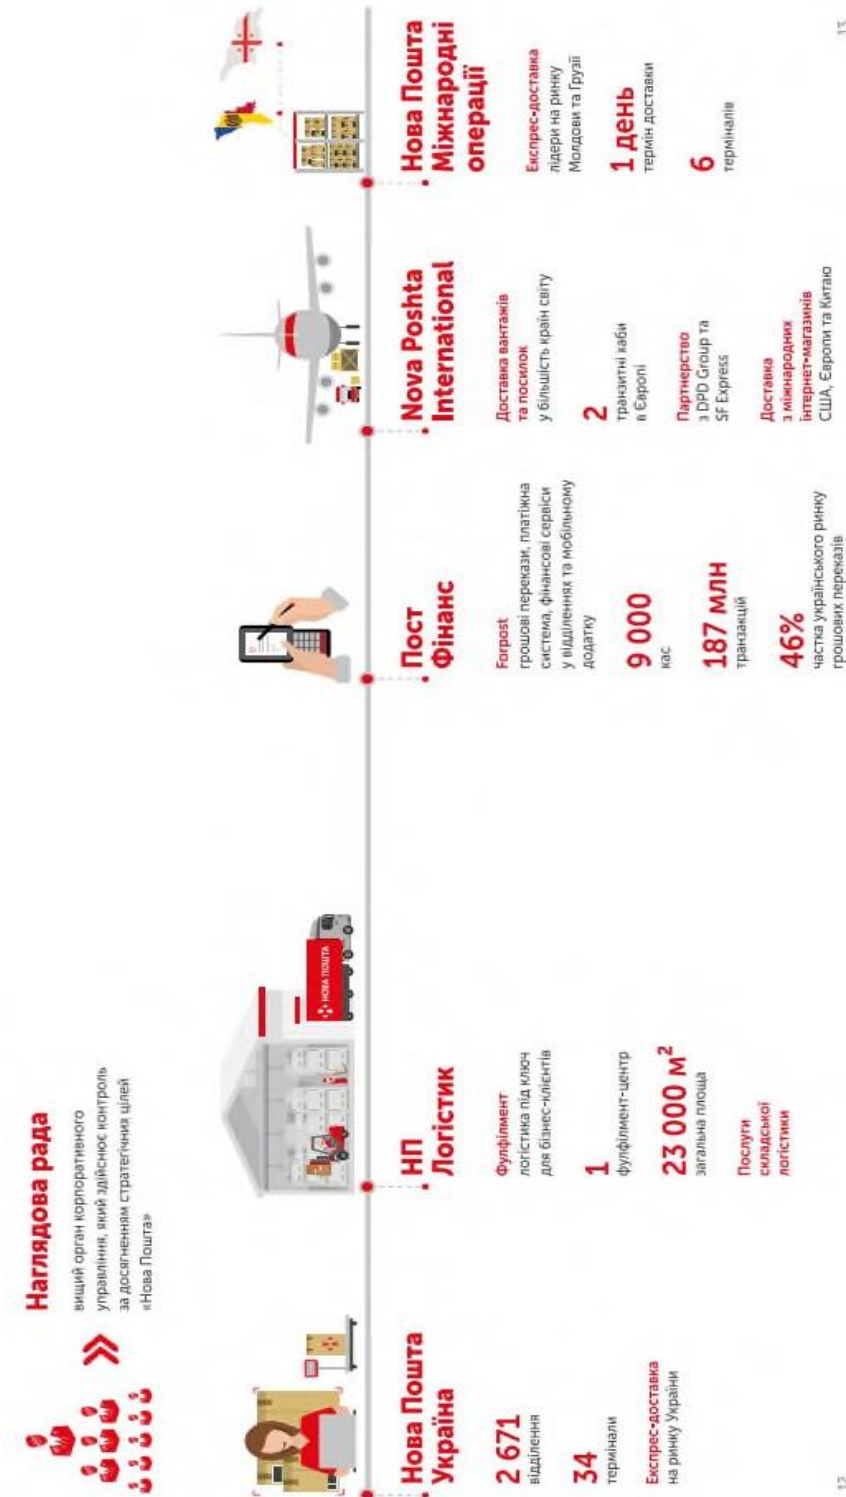 Наглядова рада
вищий орган корпоративного
управління, який здійснює контроль
за досягненням стратегічних цілей
«Нова Пошта»
НОВА ПОШТА
Нова Пошта
Україна
2 671
відділення
34
термінали
Експрес-доставка
на ринку України
НП
Логістик
Фулфілмент
логістика під ключ
для бізнес-клієнтів
1
фулфілмент-центр
23 000 м²
загальна площа
Послуги
складської
логістики
Пост
Фінанс
Forpost
грошові перекази, платіжна
система, фінансові сервіси
у відділеннях та мобільному
додатку
9 000
кас
187 млн
транзакцій
46%
частка українського ринку
грошових переказів
Nova Poshta
International
Доставка вантажів
та посилок
у більшість країн світу
2
транзитні хаби
в Європі
Партнерство
з DPD Group та
SF Express
Доставка
з міжнародних
інтернет-магазинів
США, Європи та Китаю
Нова Пошта
Міжнародні
операції
Експрес-доставка
лідери на ринку
Молдови та Грузії
1 день
термін доставки
6
терміналів
12
13